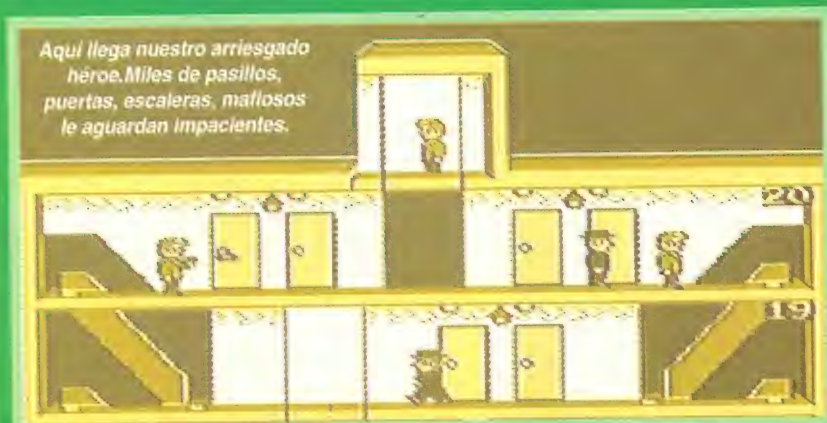 Aquí llega nuestro arriesgado
héroe.Miles de pasillos,
puertas, escaleras, mafiosos
le aguardan impacientes.
20
19